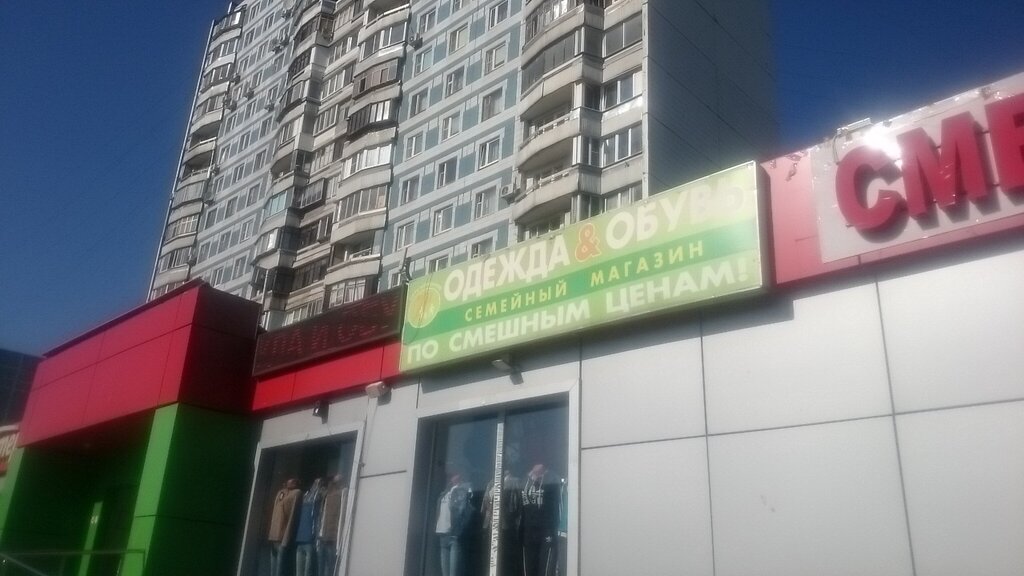 ОДЕЖДА & ОБУВЬ
СЕМЕЙНЫЙ МАГАЗИН
ПО СМЕШНЫМ ЦЕНАМ!
СМЕ